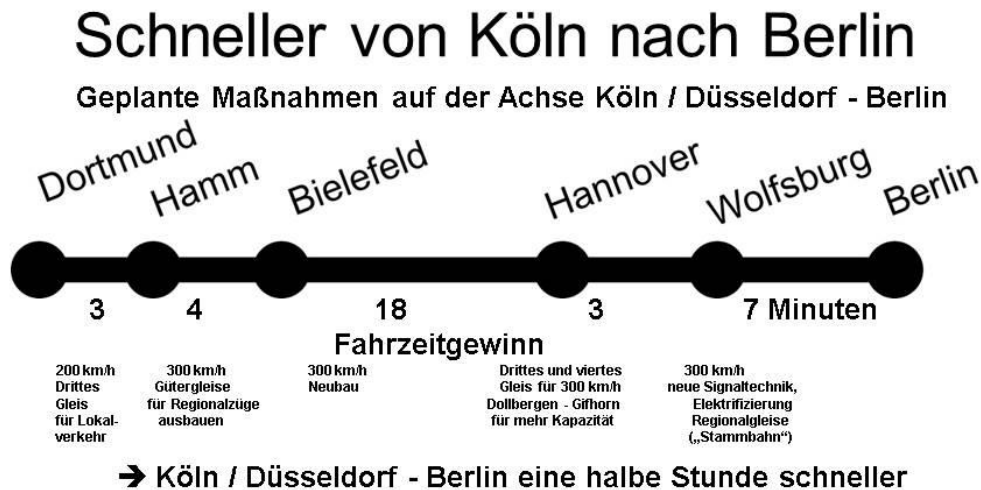 Schneller von Köln nach Berlin
Geplante Maßnahmen auf der Achse Köln / Düsseldorf - Berlin
Dortmund
Hamm
Bielefeld
Hannover
Wolfsburg
Berlin
3
4
18
3
7 Minuten
Fahrzeitgewinn
200 km/h
Drittes
Gleis
für Lokal-
verkehr
300 km/h
Gütergleise
für Regionalzüge
ausbauen
300 km/h
Neubau
Drittes und viertes
Gleis für 300 km/h
Dollbergen - Gifhorn
für mehr Kapazität
300 km/h
neue Signaltechnik,
Elektrifizierung
Regionalgleise
(„Stammbahn“)
➔ Köln / Düsseldorf - Berlin eine halbe Stunde schneller